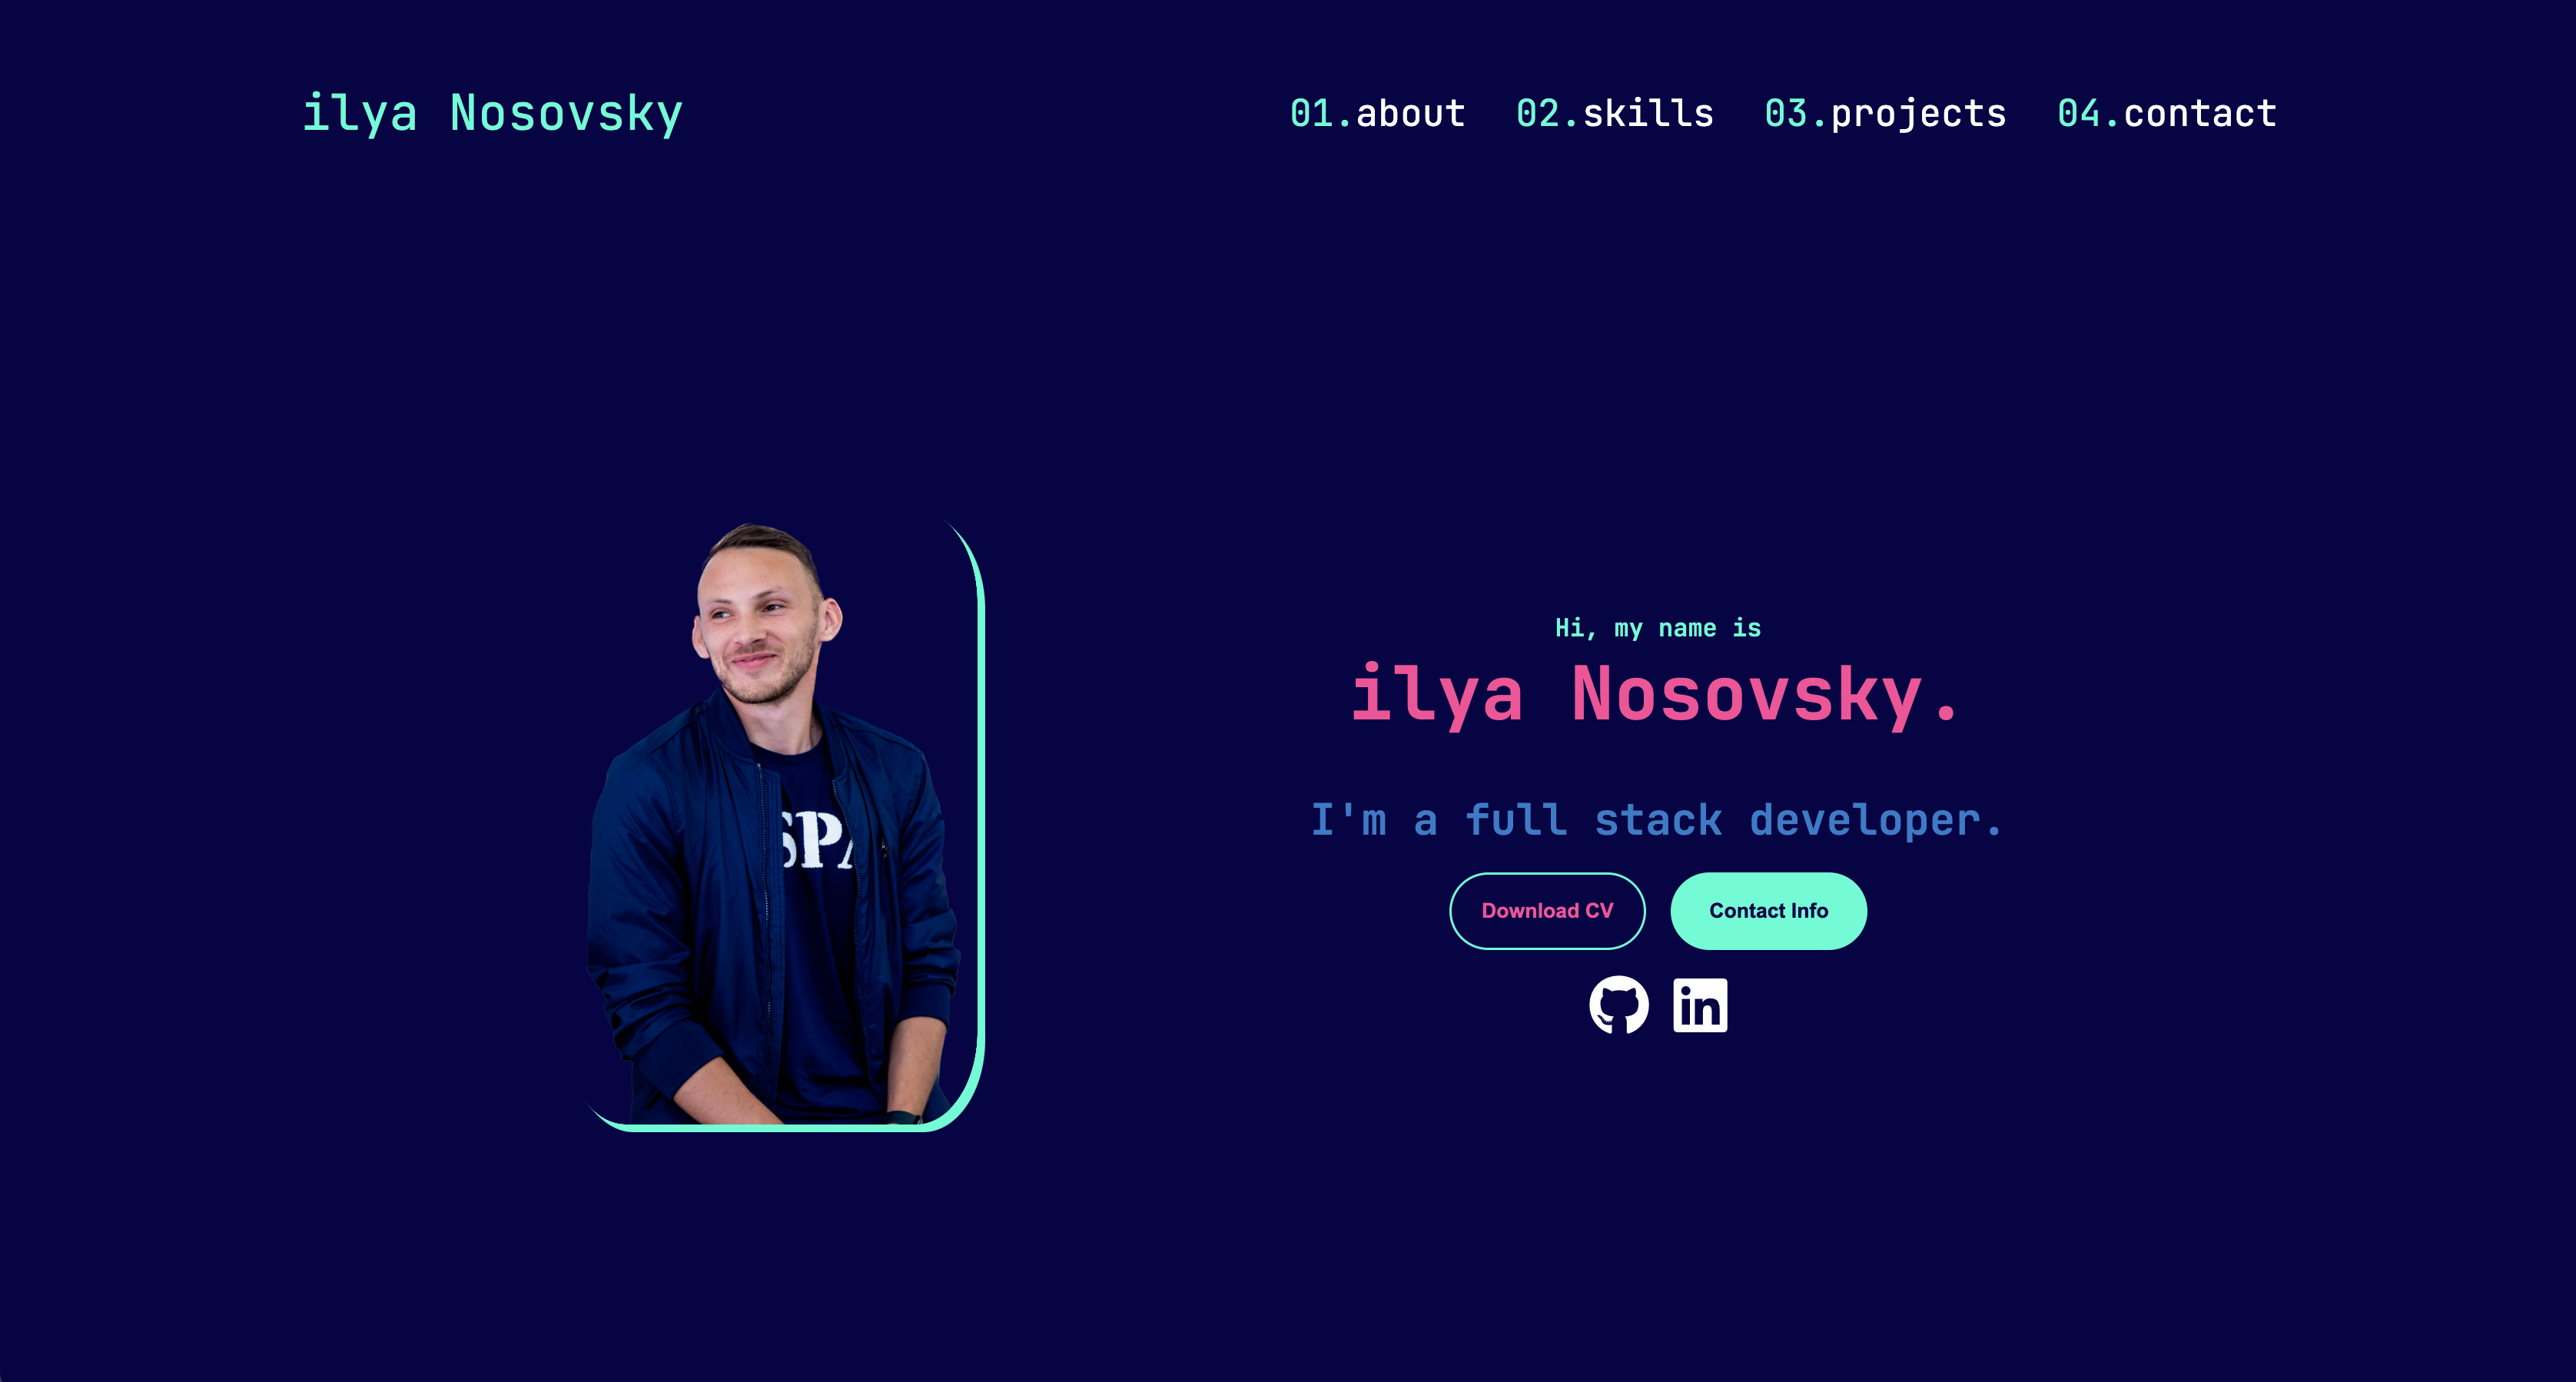 ilya Nosovsky
01.about 02.skills 03.projects 04.contact
Hi, my name is
ilya Nosovsky.
SPA
I'm a full stack developer.
Download CV Contact Info
in